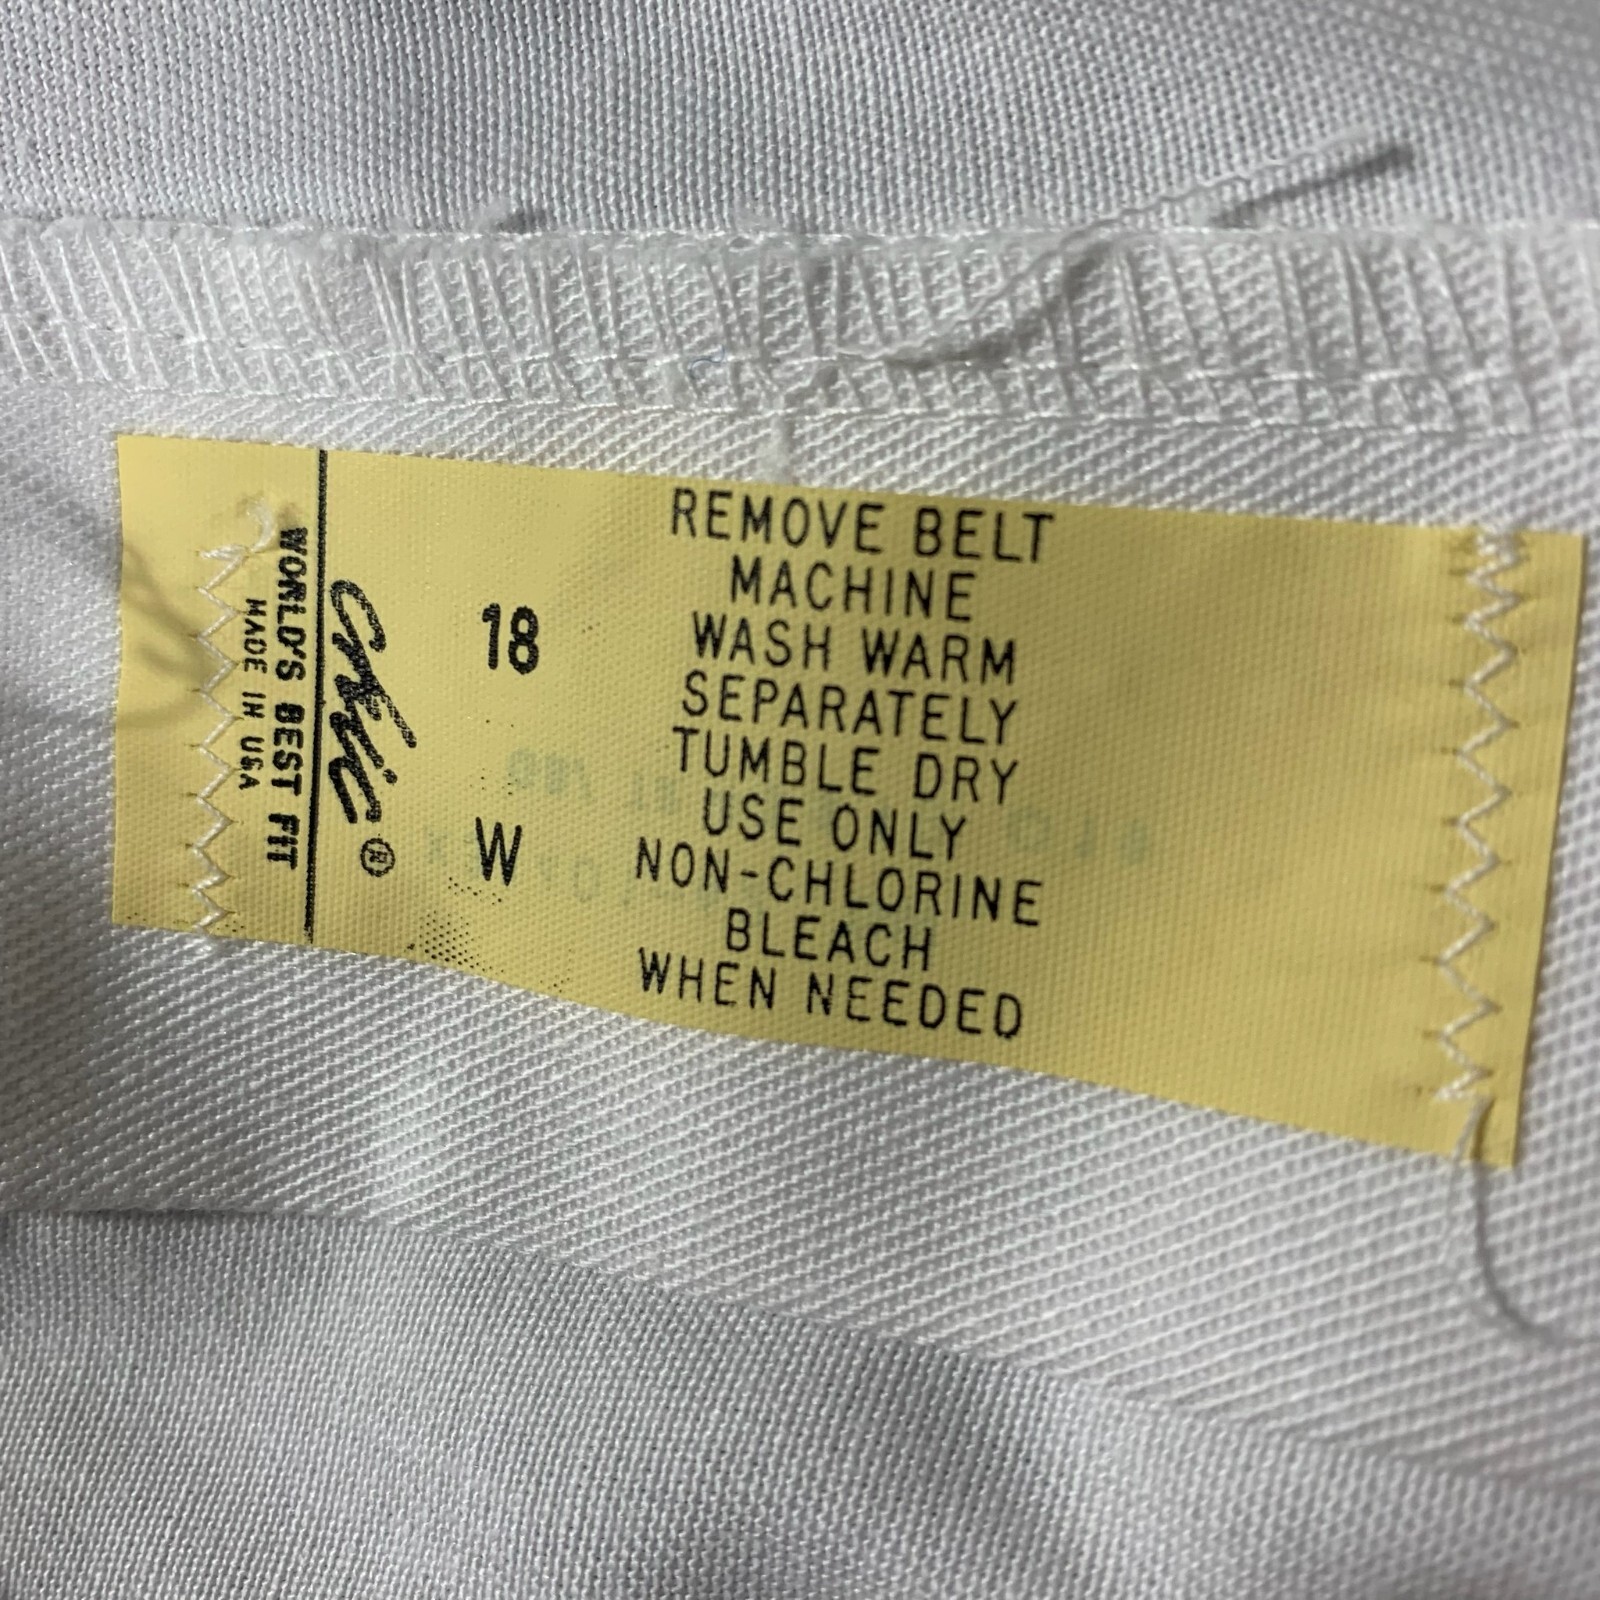 Chic®
WORLD'S BEST FIT
MADE IN USA
18
W
REMOVE BELT
MACHINE
WASH WARM
SEPARATELY
TUMBLE DRY
USE ONLY
NON-CHLORINE
BLEACH
WHEN NEEDED